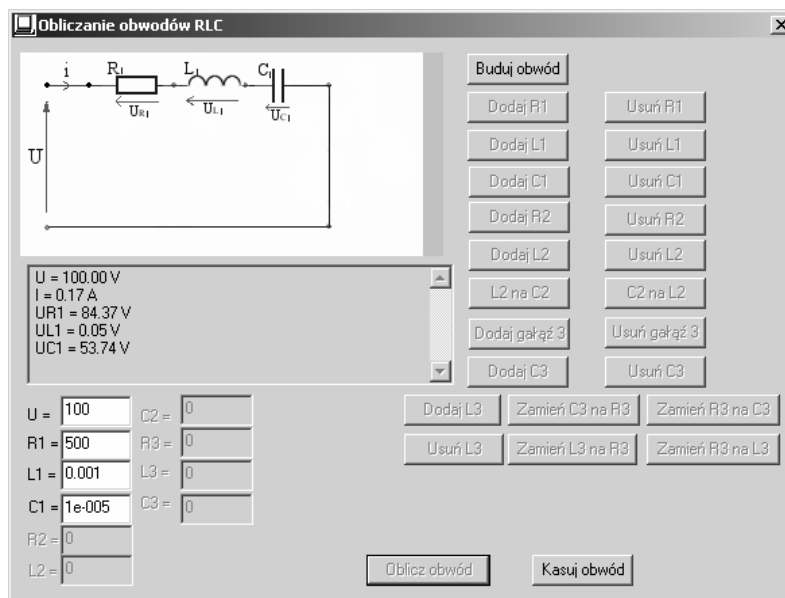 Obliczanie obwodów RLC
i R1 L1 C1
UR1 UL1 UC1
U
U = 100.00 V
I = 0.17 A
UR1 = 84.37 V
UL1 = 0.05 V
UC1 = 53.74 V
Buduj obwód
Dodaj R1 Usuń R1
Dodaj L1 Usuń L1
Dodaj C1 Usuń C1
Dodaj R2 Usuń R2
Dodaj L2 Usuń L2
L2 na C2 C2 na L2
Dodaj gałąź 3 Usuń gałąź 3
Dodaj C3 Usuń C3
Dodaj L3 Zamień C3 na R3 Zamień R3 na C3
Usuń L3 Zamień L3 na R3 Zamień R3 na L3
U = 100 C2 = 0
R1 = 500 R3 = 0
L1 = 0.001 L3 = 0
C1 = 1e-005 C3 = 0
R2 = 0
L2 = 0
Oblicz obwód Kasuj obwód